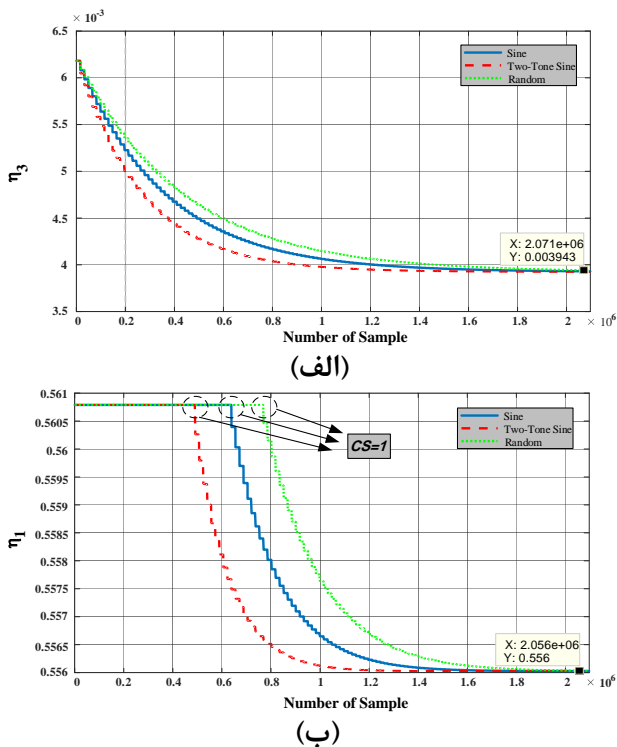 × 10⁻³
6.5
6
5.5
5
4.5
4
3.5
η₃
Sine
Two-Tone Sine
Random
X: 2.071e+06
Y: 0.003943
0 0.2 0.4 0.6 0.8 1 1.2 1.4 1.6 1.8 2
× 10⁶
Number of Sample
(الف)
0.561
0.5605
0.56
0.5595
0.559
0.5585
0.558
0.5575
0.557
0.5565
0.556
η₁
Sine
Two-Tone Sine
Random
CS=1
X: 2.056e+06
Y: 0.556
0 0.2 0.4 0.6 0.8 1 1.2 1.4 1.6 1.8 2
× 10⁶
Number of Sample
(ب)